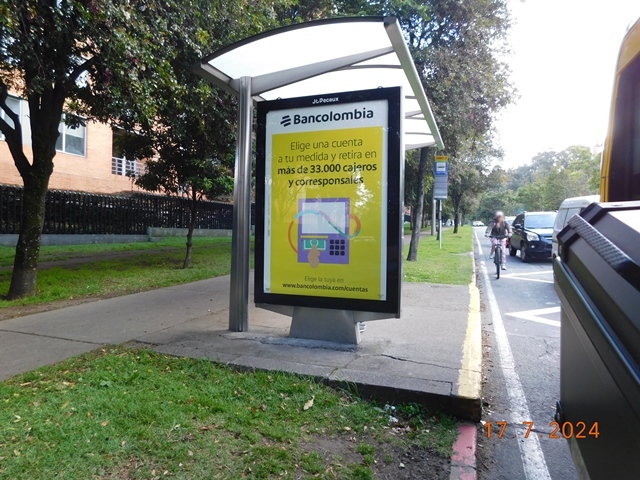 JCDecaux
Bancolombia
Elige una cuenta
a tu medida y retira en
más de 33.000 cajeros
y corresponsales
Elige la tuya en
www.bancolombia.com/cuentas
17 7 2024